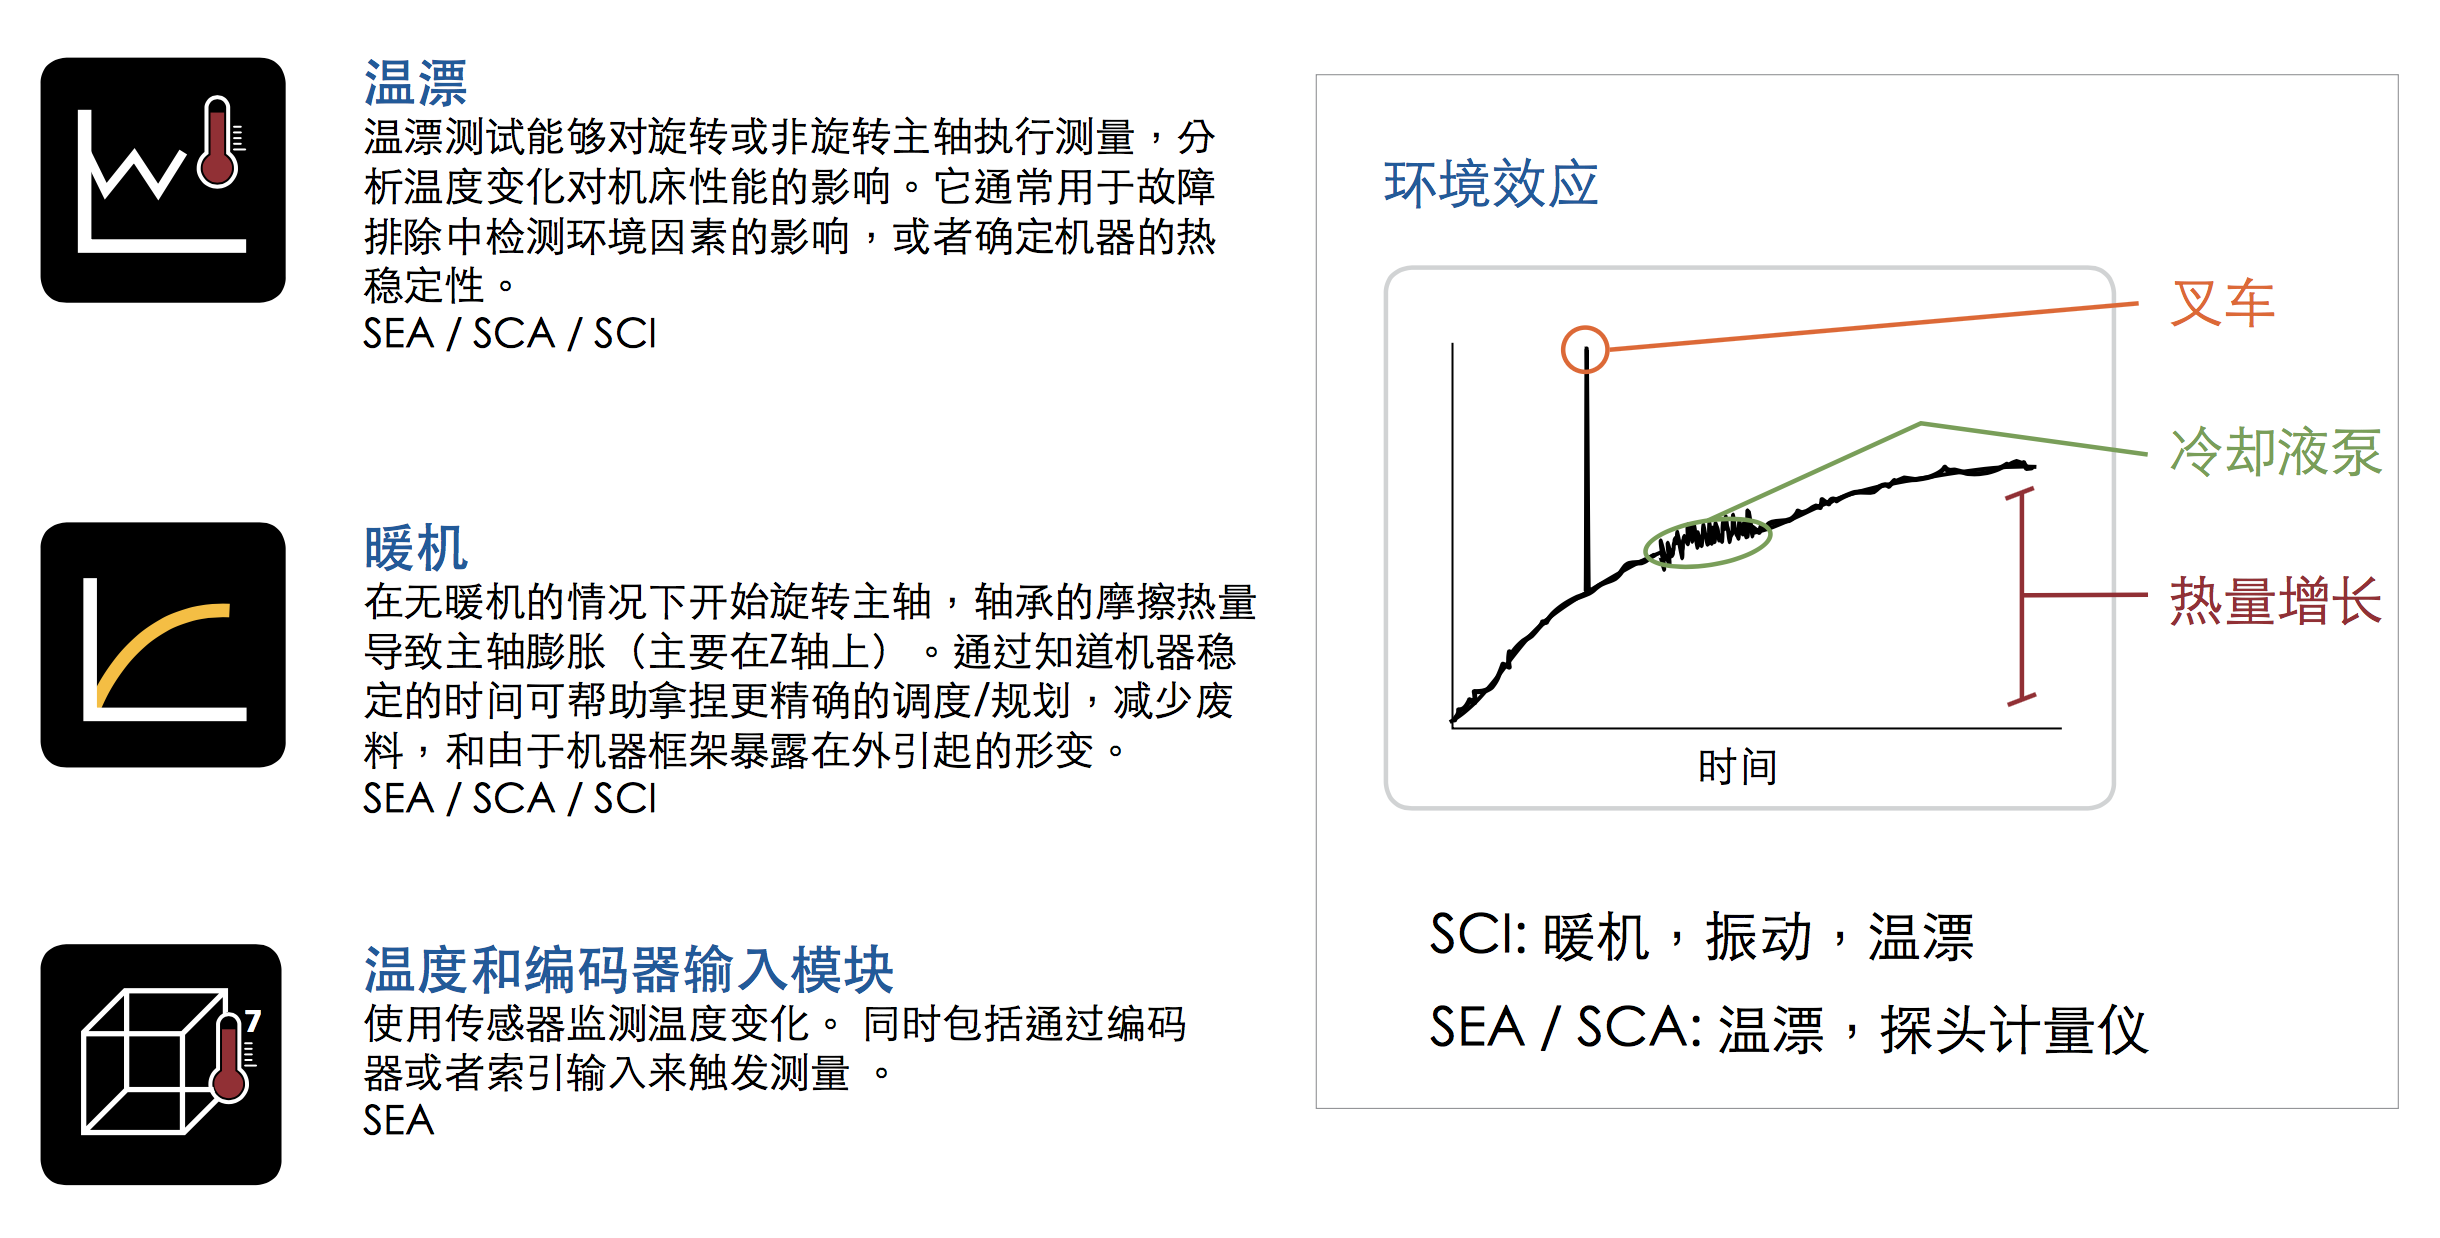 温漂
温漂测试能够对旋转或非旋转主轴执行测量，分
析温度变化对机床性能的影响。它通常用于故障
排除中检测环境因素的影响，或者确定机器的热
稳定性。
SEA / SCA / SCI
暖机
在无暖机的情况下开始旋转主轴，轴承的摩擦热量
导致主轴膨胀（主要在Z轴上）。通过知道机器稳
定的时间可帮助拿捏更精确的调度/规划，减少废
料，和由于机器框架暴露在外引起的形变。
SEA / SCA / SCI
7
温度和编码器输入模块
使用传感器监测温度变化。 同时包括通过编码
器或者索引输入来触发测量 。
SEA
环境效应
叉车
冷却液泵
热量增长
时间
SCI: 暖机，振动，温漂
SEA / SCA: 温漂，探头计量仪